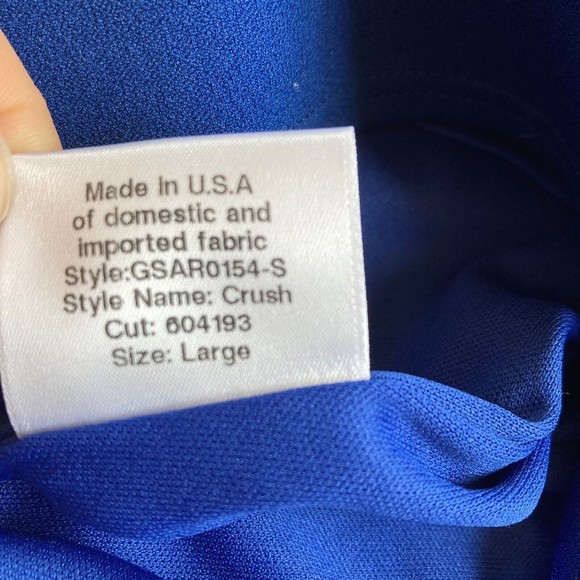 Made in U.S.A
of domestic and
imported fabric
Style:GSAR0154-S
Style Name: Crush
Cut: 604193
Size: Large